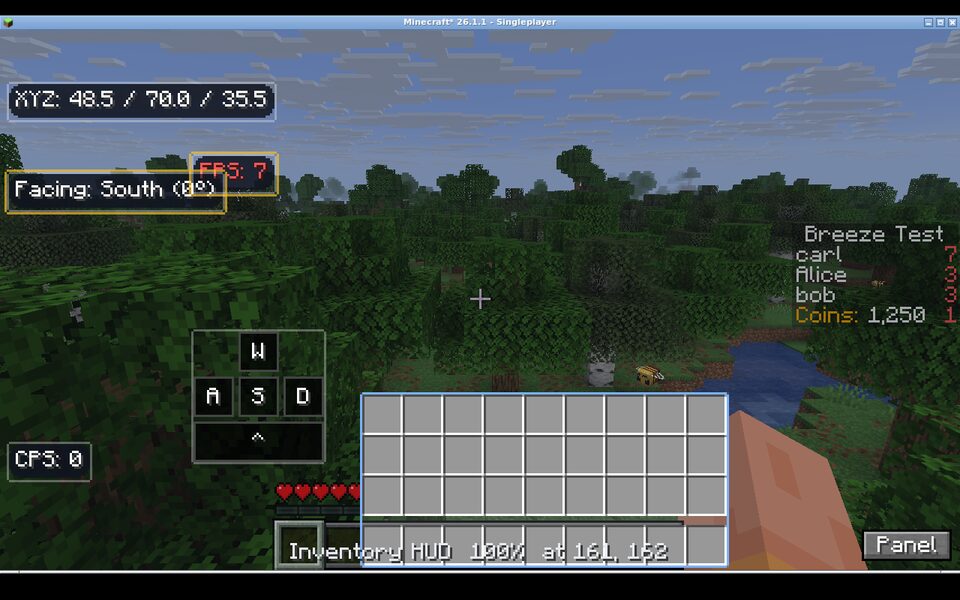 Minecraft* 26.1.1 - Singleplayer
XYZ: 48.5 / 70.0 / 35.5
FPS: 7
Facing: South (0°)
Breeze Test
carl 7
Alice 3
bob 3
Coins: 1,250 1
W
A S D
^
CPS: 0
Inventory HUD 100% at 161, 162
Panel